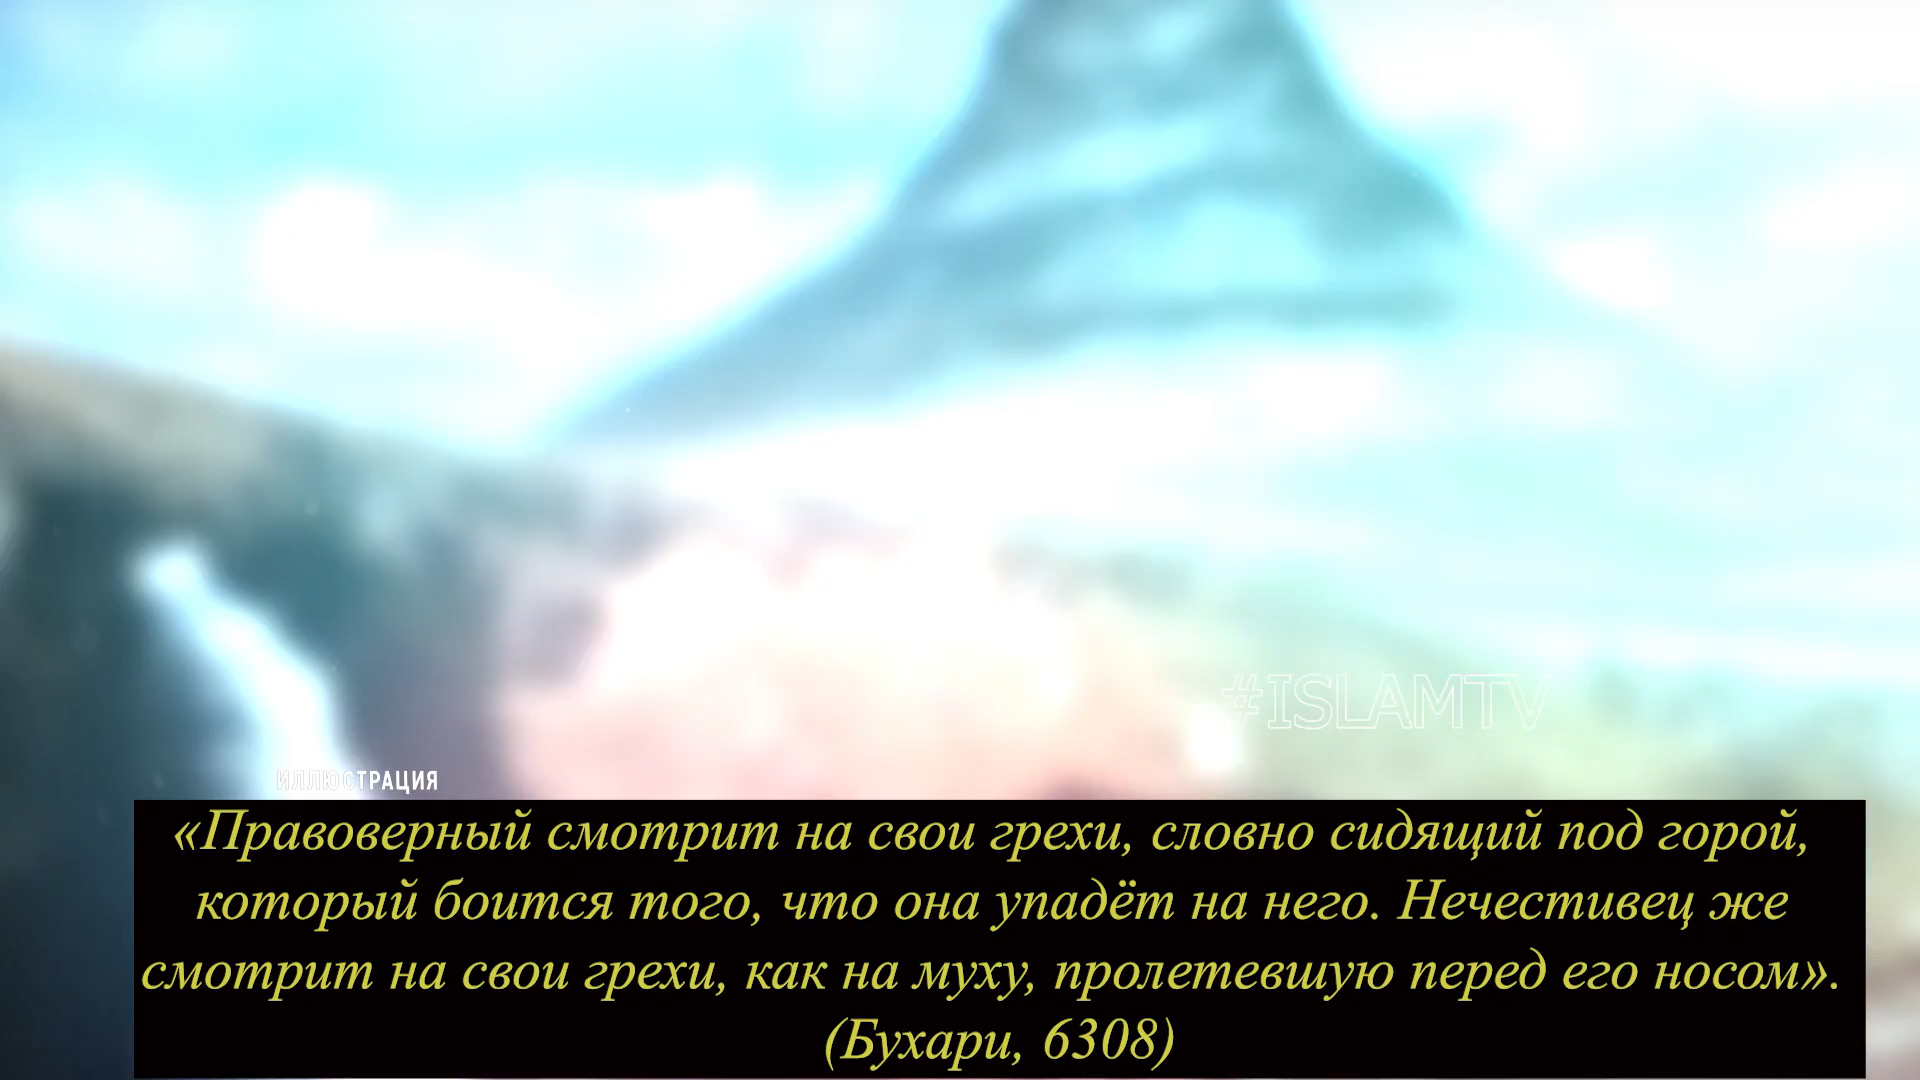 #ISLAMTV
ИЛЛЮСТРАЦИЯ
«Правоверный смотрит на свои грехи, словно сидящий под горой,
который боится того, что она упадёт на него. Нечестивец же
смотрит на свои грехи, как на муху, пролетевшую перед его носом».
(Бухари, 6308)